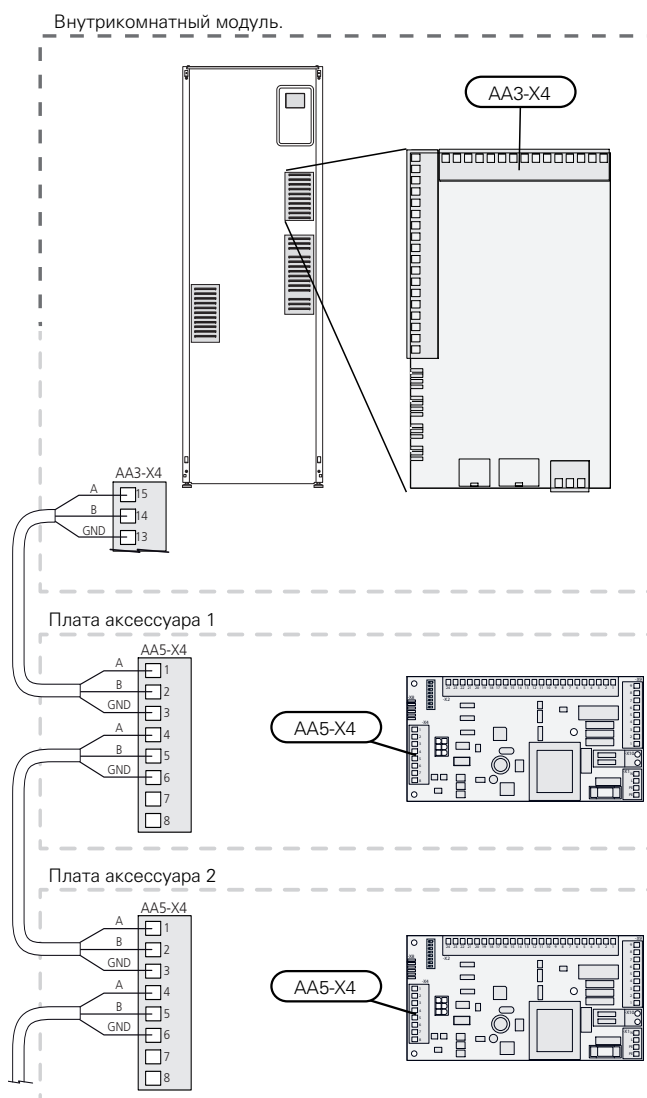 Внутрикомнатный модуль.
AA3-X4
AA3-X4
A
15
B
14
GND
13
Плата аксессуара 1
AA5-X4
A
1
B
2
GND
3
A
4
B
5
GND
6
7
8
AA5-X4
Плата аксессуара 2
AA5-X4
A
1
B
2
GND
3
A
4
B
5
GND
6
7
8
AA5-X4